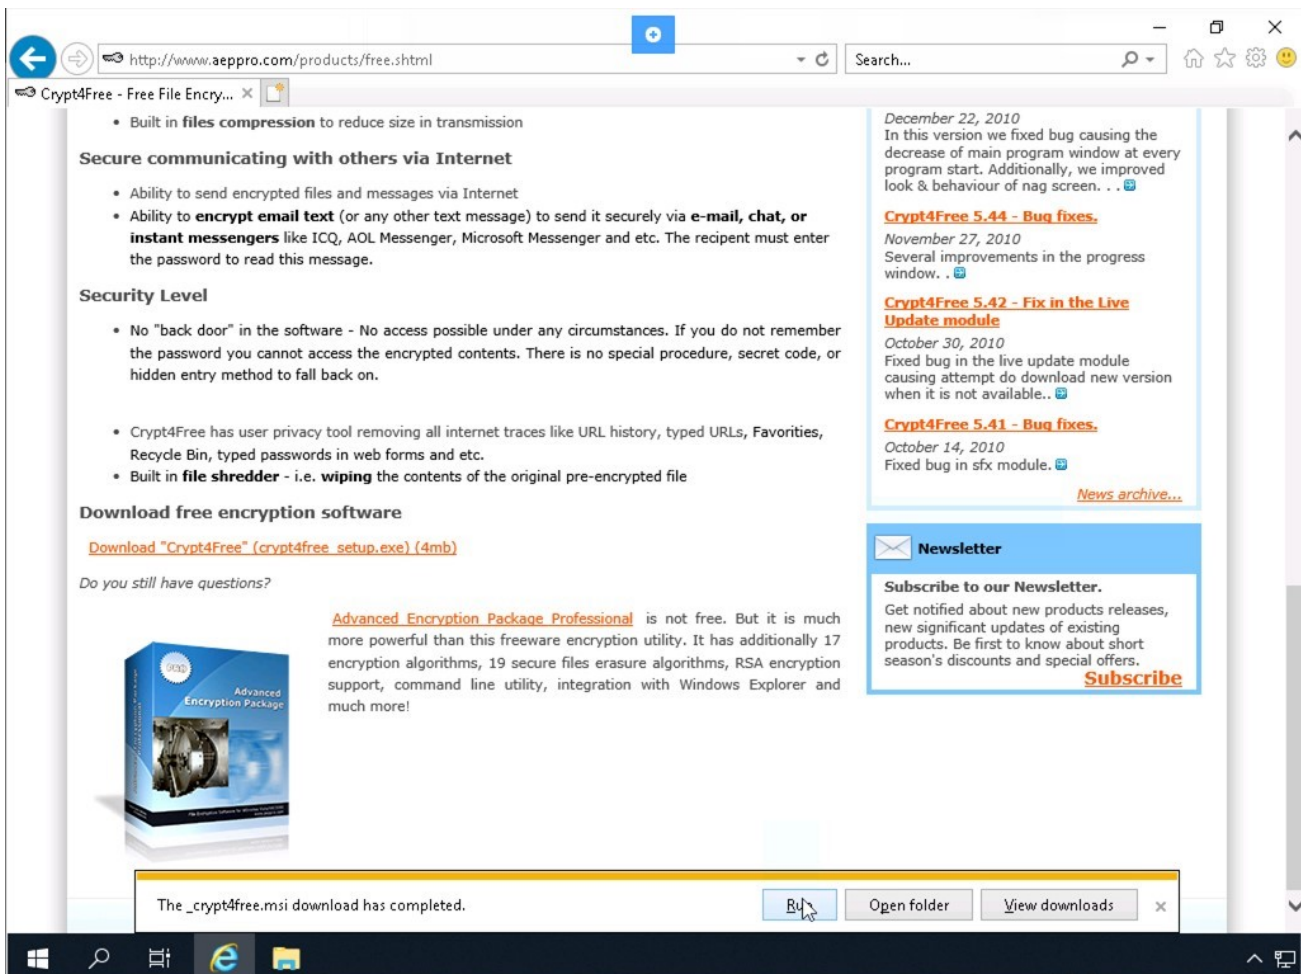 http://www.aeppro.com/products/free.shtml
Search...
Crypt4Free - Free File Encry...
Built in files compression to reduce size in transmission
Secure communicating with others via Internet
Ability to send encrypted files and messages via Internet
Ability to encrypt email text (or any other text message) to send it securely via e-mail, chat, or
instant messengers like ICQ, AOL Messenger, Microsoft Messenger and etc. The recipent must enter
the password to read this message.
Security Level
No "back door" in the software - No access possible under any circumstances. If you do not remember
the password you cannot access the encrypted contents. There is no special procedure, secret code, or
hidden entry method to fall back on.
Crypt4Free has user privacy tool removing all internet traces like URL history, typed URLs, Favorities,
Recycle Bin, typed passwords in web forms and etc.
Built in file shredder - i.e. wiping the contents of the original pre-encrypted file
Download free encryption software
Download "Crypt4Free" (crypt4free_setup.exe) (4mb)
Do you still have questions?
Advanced Encryption Package Professional is not free. But it is much
more powerful than this freeware encryption utility. It has additionally 17
encryption algorithms, 19 secure files erasure algorithms, RSA encryption
support, command line utility, integration with Windows Explorer and
much more!
PRO
Advanced
Encryption Package
December 22, 2010
In this version we fixed bug causing the
decrease of main program window at every
program start. Additionally, we improved
look & behaviour of nag screen. . .
Crypt4Free 5.44 - Bug fixes.
November 27, 2010
Several improvements in the progress
window. .
Crypt4Free 5.42 - Fix in the Live
Update module
October 30, 2010
Fixed bug in the live update module
causing attempt do download new version
when it is not available..
Crypt4Free 5.41 - Bug fixes.
October 14, 2010
Fixed bug in sfx module.
News archive...
Newsletter
Subscribe to our Newsletter.
Get notified about new products releases,
new significant updates of existing
products. Be first to know about short
season's discounts and special offers.
Subscribe
The _crypt4free.msi download has completed.
Run
Open folder
View downloads